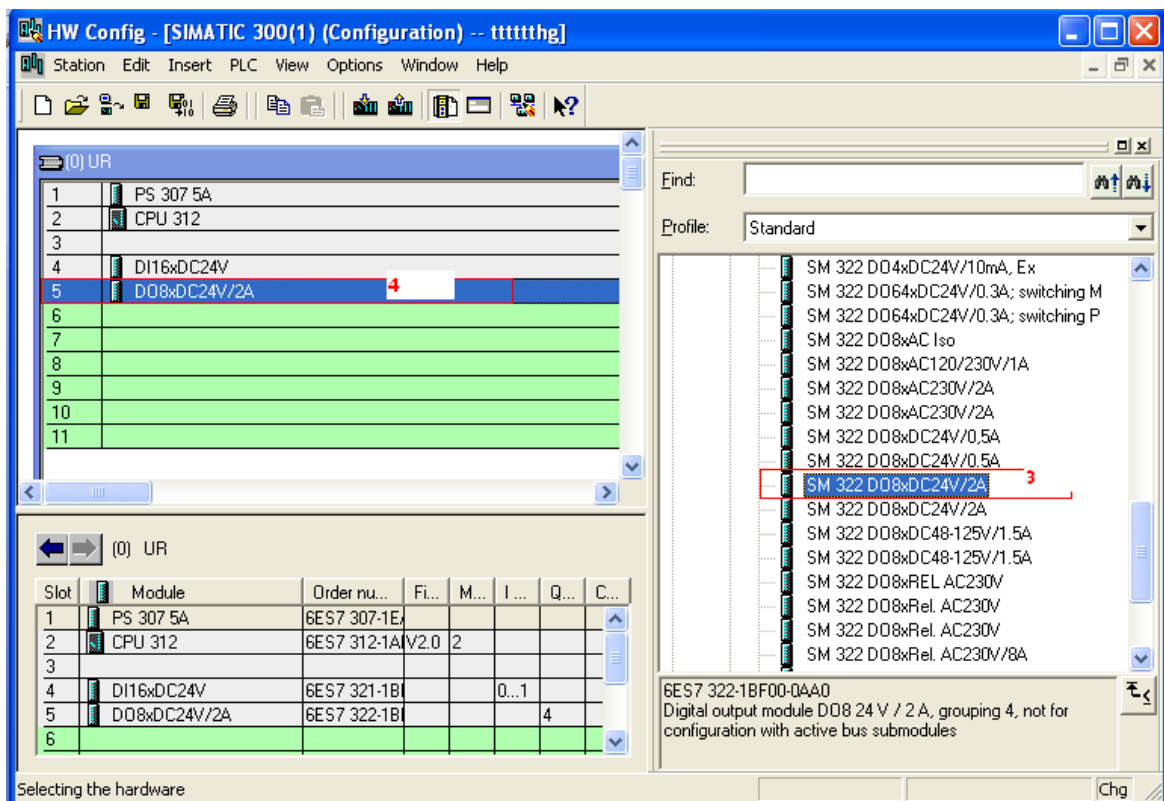 HW Config - [SIMATIC 300(1) (Configuration) -- ttttthg]
Station Edit Insert PLC View Options Window Help
(0) UR
1 PS 307 5A
2 CPU 312
3
4 DI16xDC24V
5 DO8xDC24V/2A 4
6
7
8
9
10
11
Find:
Profile: Standard
SM 322 DO4xDC24V/10mA, Ex
SM 322 DO64xDC24V/0.3A; switching M
SM 322 DO64xDC24V/0.3A; switching P
SM 322 DO8xAC Iso
SM 322 DO8xAC120/230V/1A
SM 322 DO8xAC230V/2A
SM 322 DO8xAC230V/2A
SM 322 DO8xDC24V/0,5A
SM 322 DO8xDC24V/0.5A
SM 322 DO8xDC24V/2A 3
SM 322 DO8xDC24V/2A
SM 322 DO8xDC48-125V/1.5A
SM 322 DO8xDC48-125V/1.5A
SM 322 DO8xREL AC230V
SM 322 DO8xRel. AC230V
SM 322 DO8xRel. AC230V
SM 322 DO8xRel. AC230V/8A
(0) UR
Slot Module Order nu... Fi... M... I ... Q... C...
1 PS 307 5A 6ES7 307-1E
2 CPU 312 6ES7 312-1A V2.0 2
3
4 DI16xDC24V 6ES7 321-1B 0...1
5 DO8xDC24V/2A 6ES7 322-1B 4
6
6ES7 322-1BF00-0AA0
Digital output module DO8 24 V / 2 A, grouping 4, not for
configuration with active bus submodules
Selecting the hardware Chg